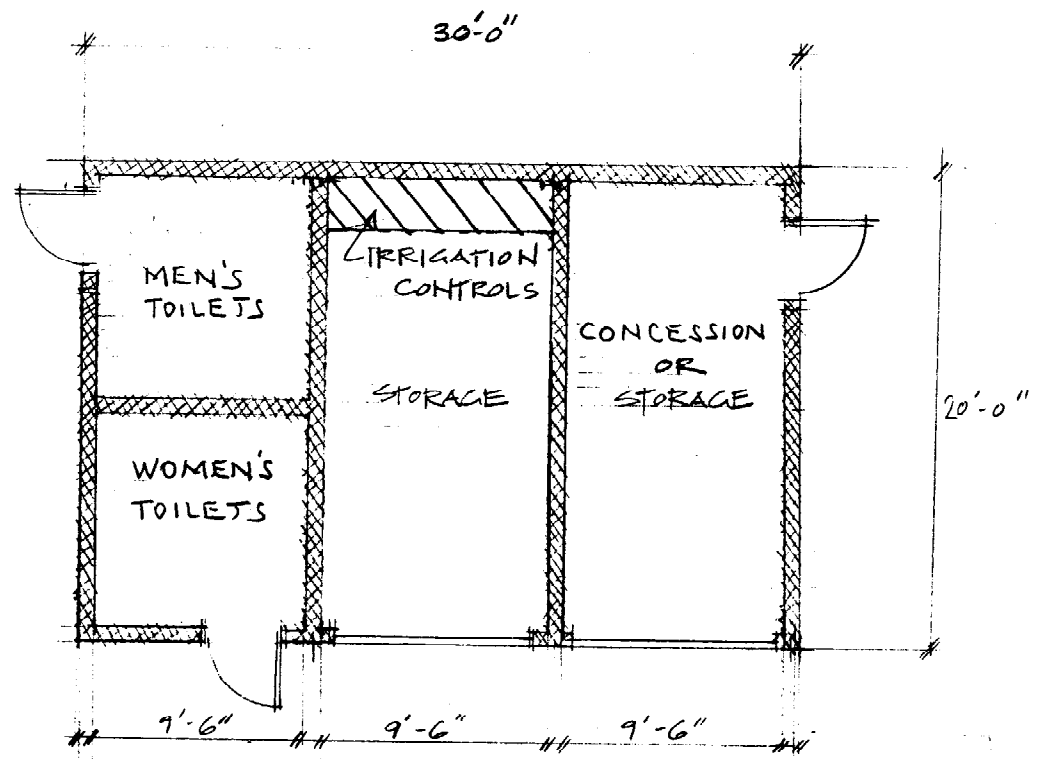 30'-0"
MEN'S
TOILETS
IRRIGATION
CONTROLS
CONCESSION
OR
STORAGE
STORAGE
20'-0"
WOMEN'S
TOILETS
9'-6"
9'-6"
9'-6"